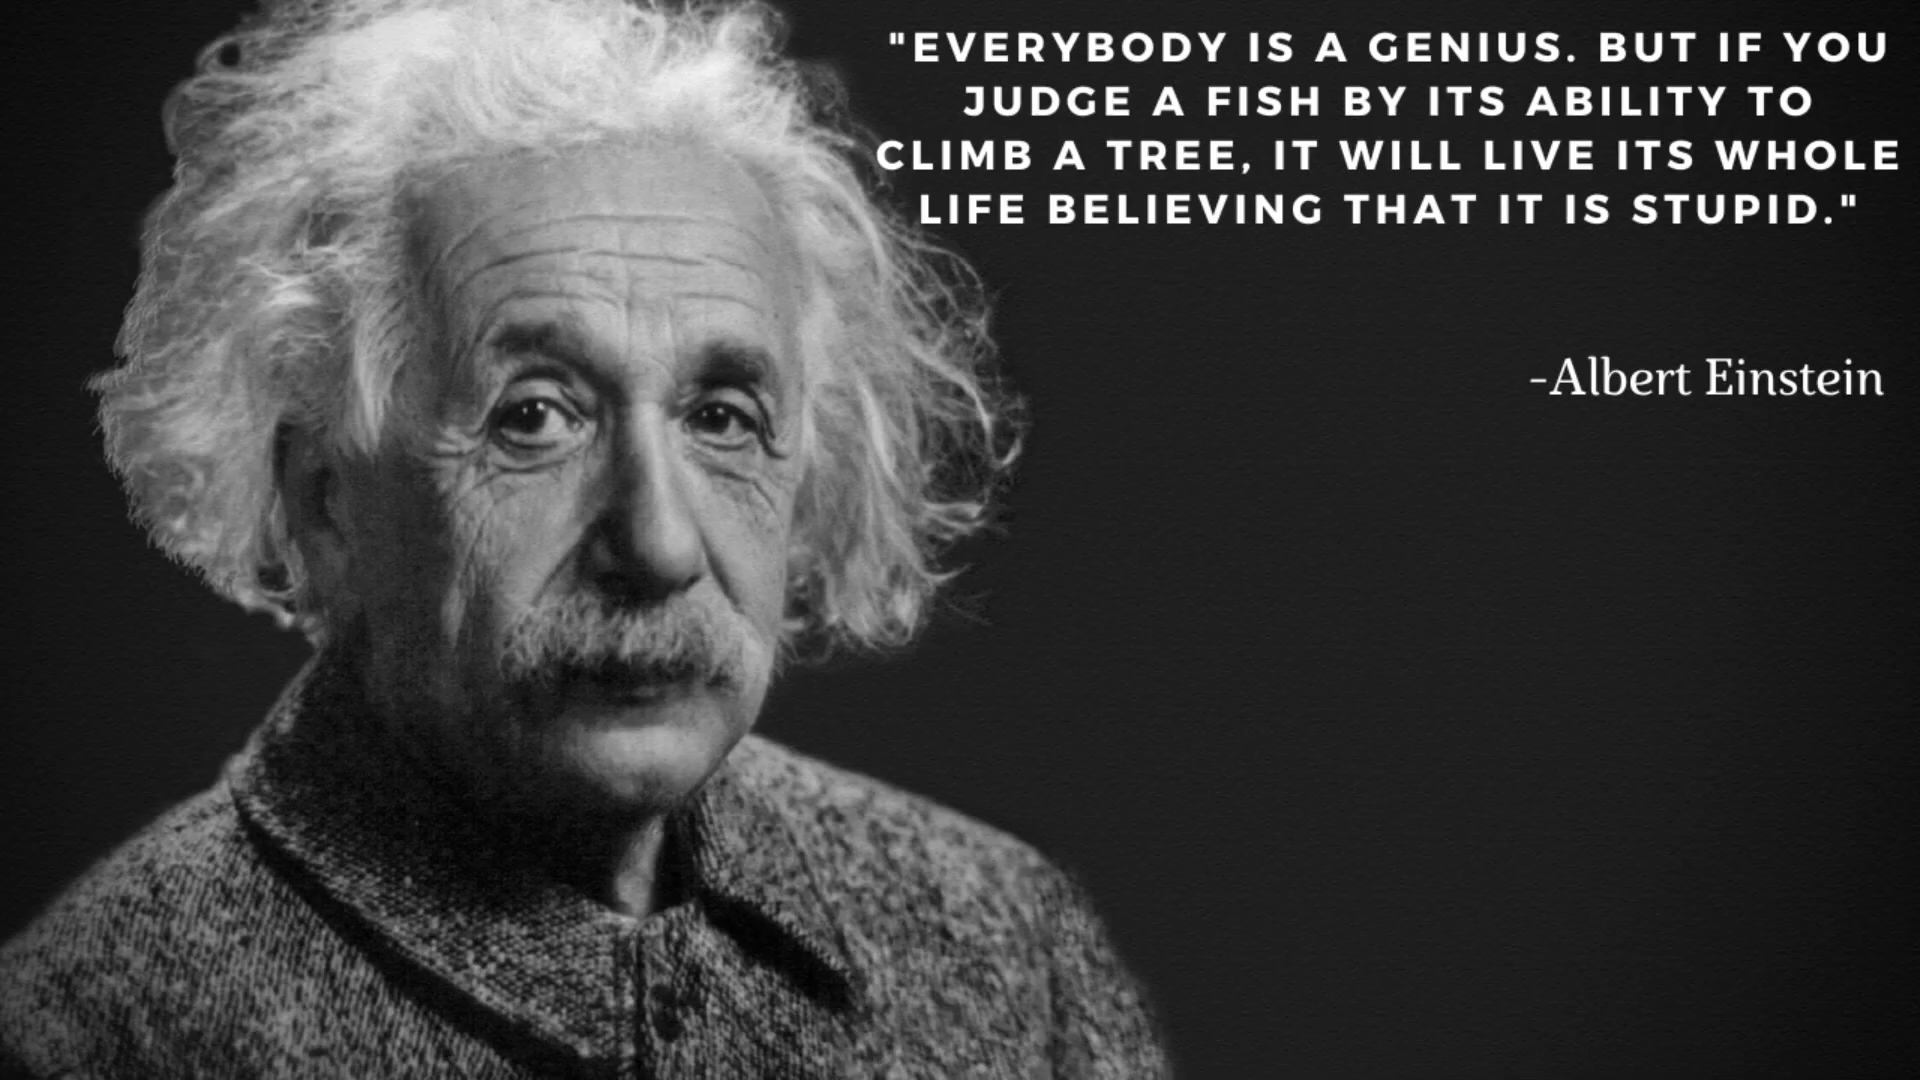 "EVERYBODY IS A GENIUS. BUT IF YOU
JUDGE A FISH BY ITS ABILITY TO
CLIMB A TREE, IT WILL LIVE ITS WHOLE
LIFE BELIEVING THAT IT IS STUPID."
-Albert Einstein